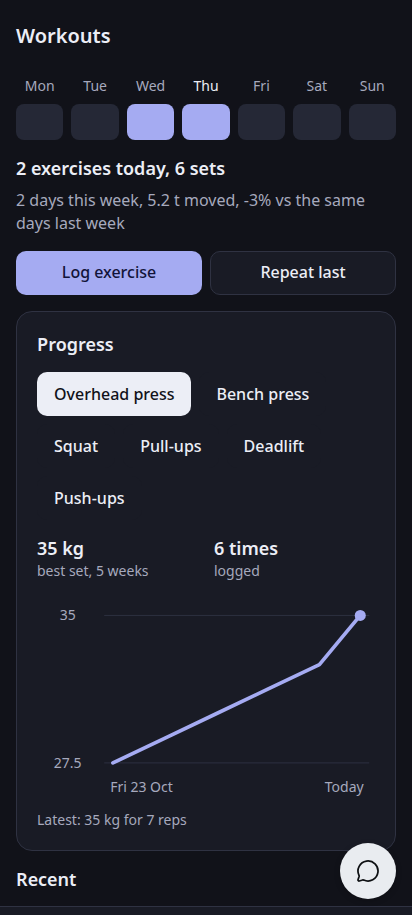 Workouts
Mon Tue Wed Thu Fri Sat Sun
2 exercises today, 6 sets
2 days this week, 5.2 t moved, -3% vs the same
days last week
Log exercise Repeat last
Progress
Overhead press Bench press
Squat Pull-ups Deadlift
Push-ups
35 kg 6 times
best set, 5 weeks logged
35
27.5
Fri 23 Oct Today
Latest: 35 kg for 7 reps
Recent